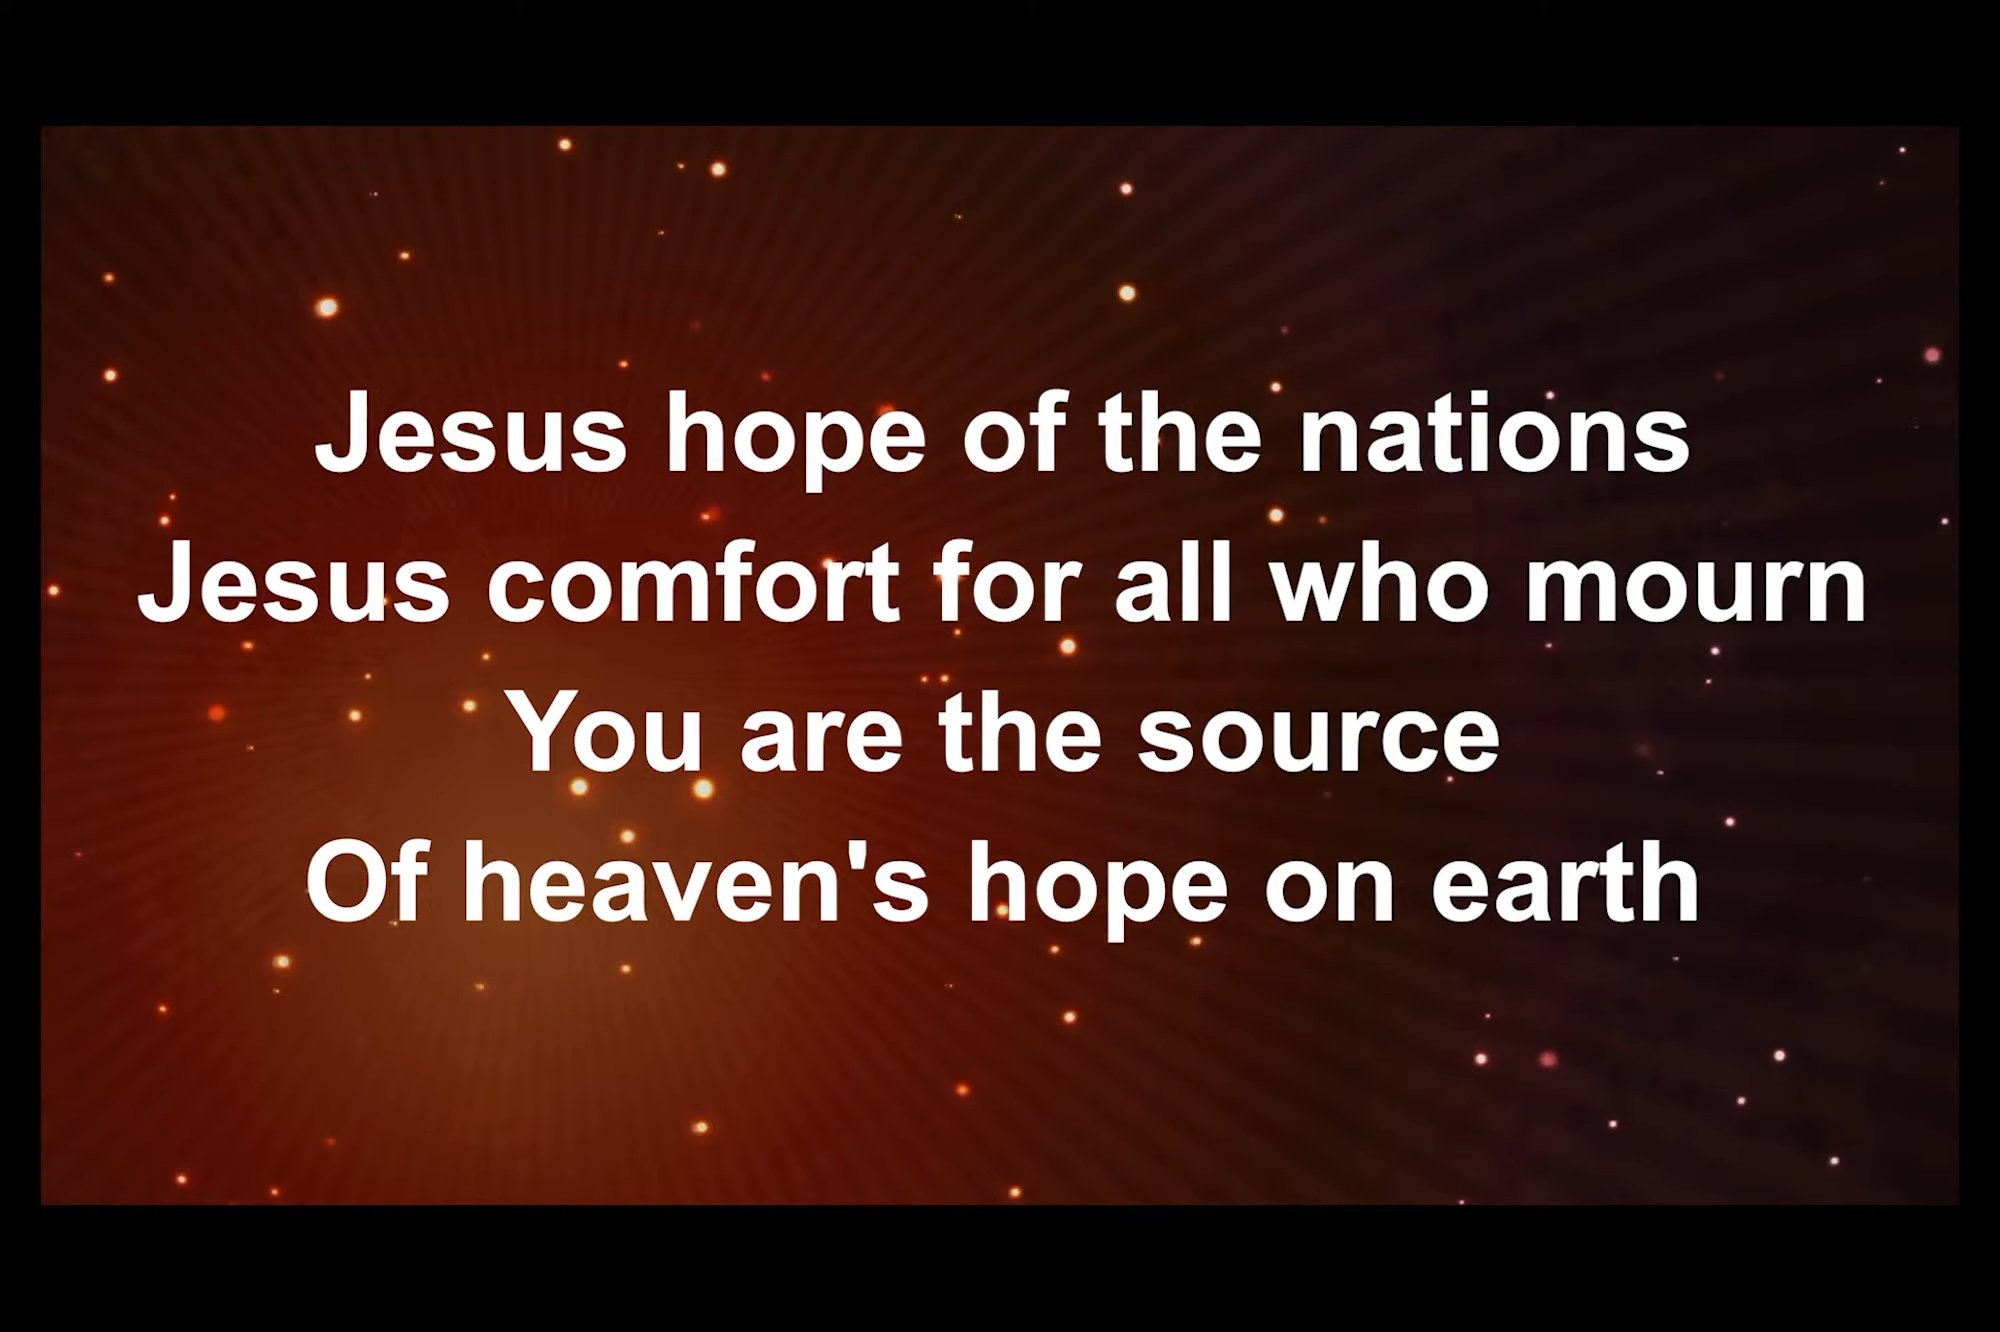 Jesus hope of the nations
Jesus comfort for all who mourn
You are the source
Of heaven's hope on earth